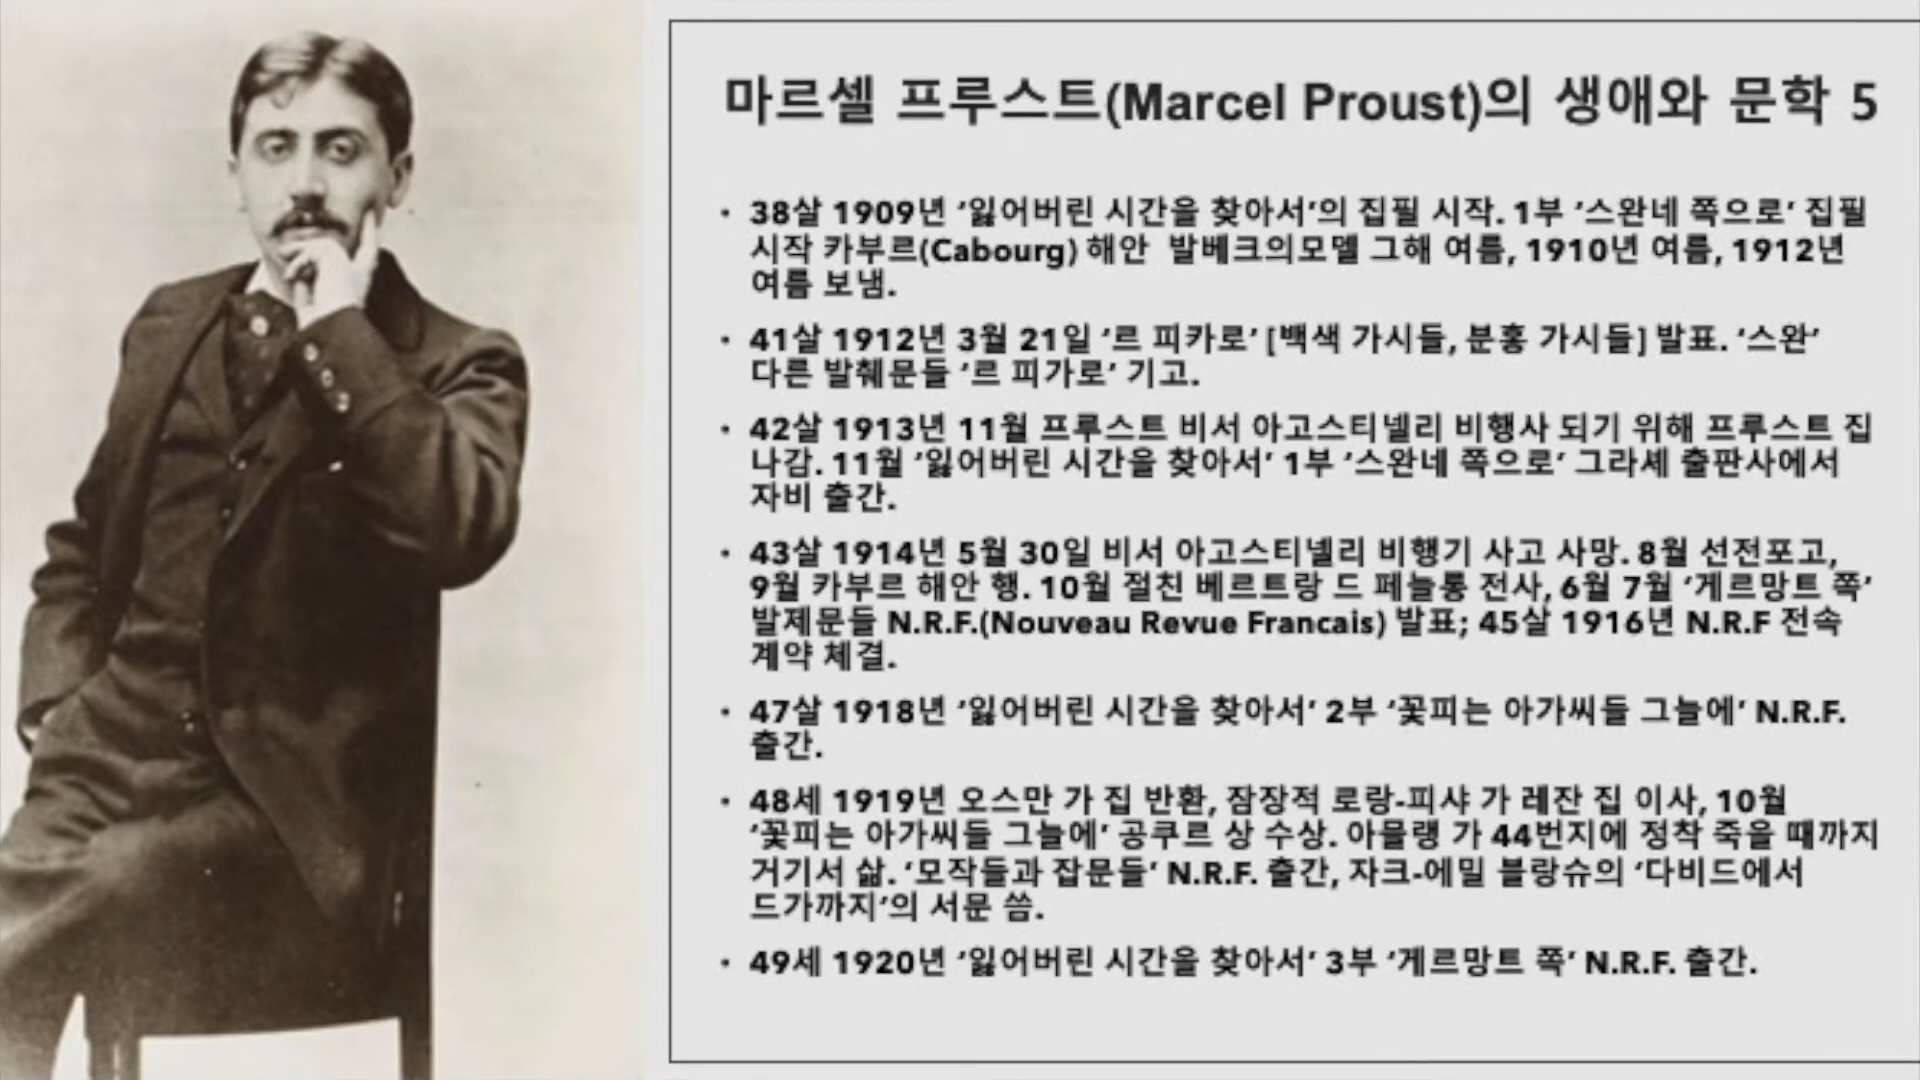 마르셀 프루스트(Marcel Proust)의 생애와 문학 5
• 38살 1909년 ‘잃어버린 시간을 찾아서’의 집필 시작. 1부 ‘스완네 쪽으로’ 집필
시작 카부르(Cabourg) 해안 발베크의모델 그해 여름, 1910년 여름, 1912년
여름 보냄.
• 41살 1912년 3월 21일 ‘르 피카로’ [백색 가시들, 분홍 가시들] 발표. ‘스완’
다른 발췌문들 ‘르 피가로’ 기고.
• 42살 1913년 11월 프루스트 비서 아고스티넬리 비행사 되기 위해 프루스트 집
나감. 11월 ‘잃어버린 시간을 찾아서’ 1부 ‘스완네 쪽으로’ 그라셰 출판사에서
자비 출간.
• 43살 1914년 5월 30일 비서 아고스티넬리 비행기 사고 사망. 8월 선전포고,
9월 카부르 해안 행. 10월 절친 베르트랑 드 페늘롱 전사, 6월 7월 ‘게르망트 쪽’
발제문들 N.R.F.(Nouveau Revue Francais) 발표; 45살 1916년 N.R.F 전속
계약 체결.
• 47살 1918년 ‘잃어버린 시간을 찾아서’ 2부 ‘꽃피는 아가씨들 그늘에’ N.R.F.
출간.
• 48세 1919년 오스만 가 집 반환, 잠장적 로랑-피샤 가 레잔 집 이사, 10월
‘꽃피는 아가씨들 그늘에’ 공쿠르 상 수상. 아믈랭 가 44번지에 정착 죽을 때까지
거기서 삶. ‘모작들과 잡문들’ N.R.F. 출간, 자크-에밀 블랑슈의 ‘다비드에서
드가까지’의 서문 씀.
• 49세 1920년 ‘잃어버린 시간을 찾아서’ 3부 ‘게르망트 쪽’ N.R.F. 출간.